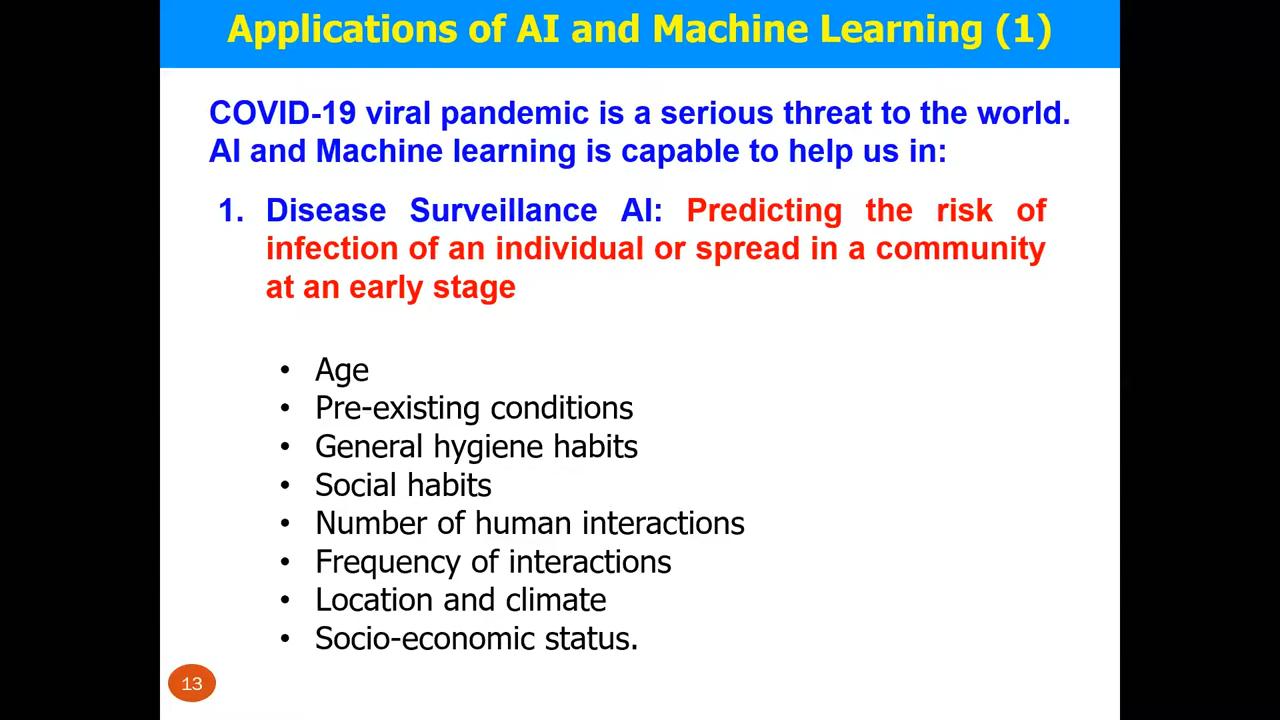 Applications of AI and Machine Learning (1)
COVID-19 viral pandemic is a serious threat to the world.
AI and Machine learning is capable to help us in:
1. Disease Surveillance AI: Predicting the risk of
infection of an individual or spread in a community
at an early stage
• Age
• Pre-existing conditions
• General hygiene habits
• Social habits
• Number of human interactions
• Frequency of interactions
• Location and climate
• Socio-economic status.
13